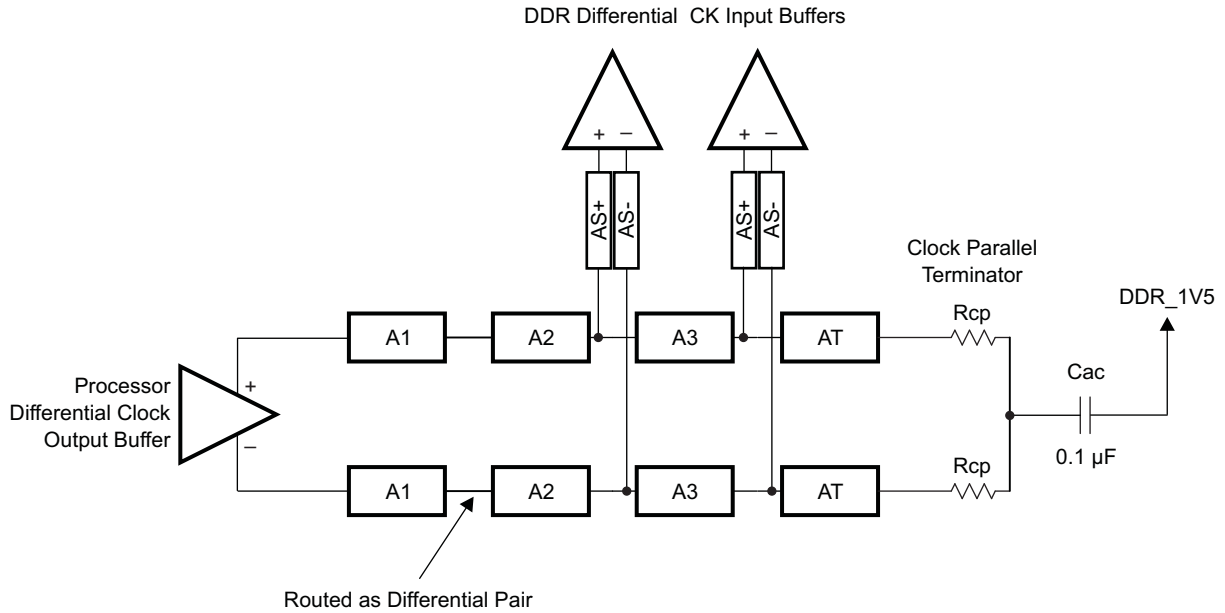 DDR Differential CK Input Buffers
+ − + −
AS+ AS- AS+ AS-
Clock Parallel
Terminator
DDR_1V5
Rcp
A1 A2 A3 AT
Cac
Processor
Differential Clock
Output Buffer
+
−
0.1 µF
Rcp
A1 A2 A3 AT
Routed as Differential Pair